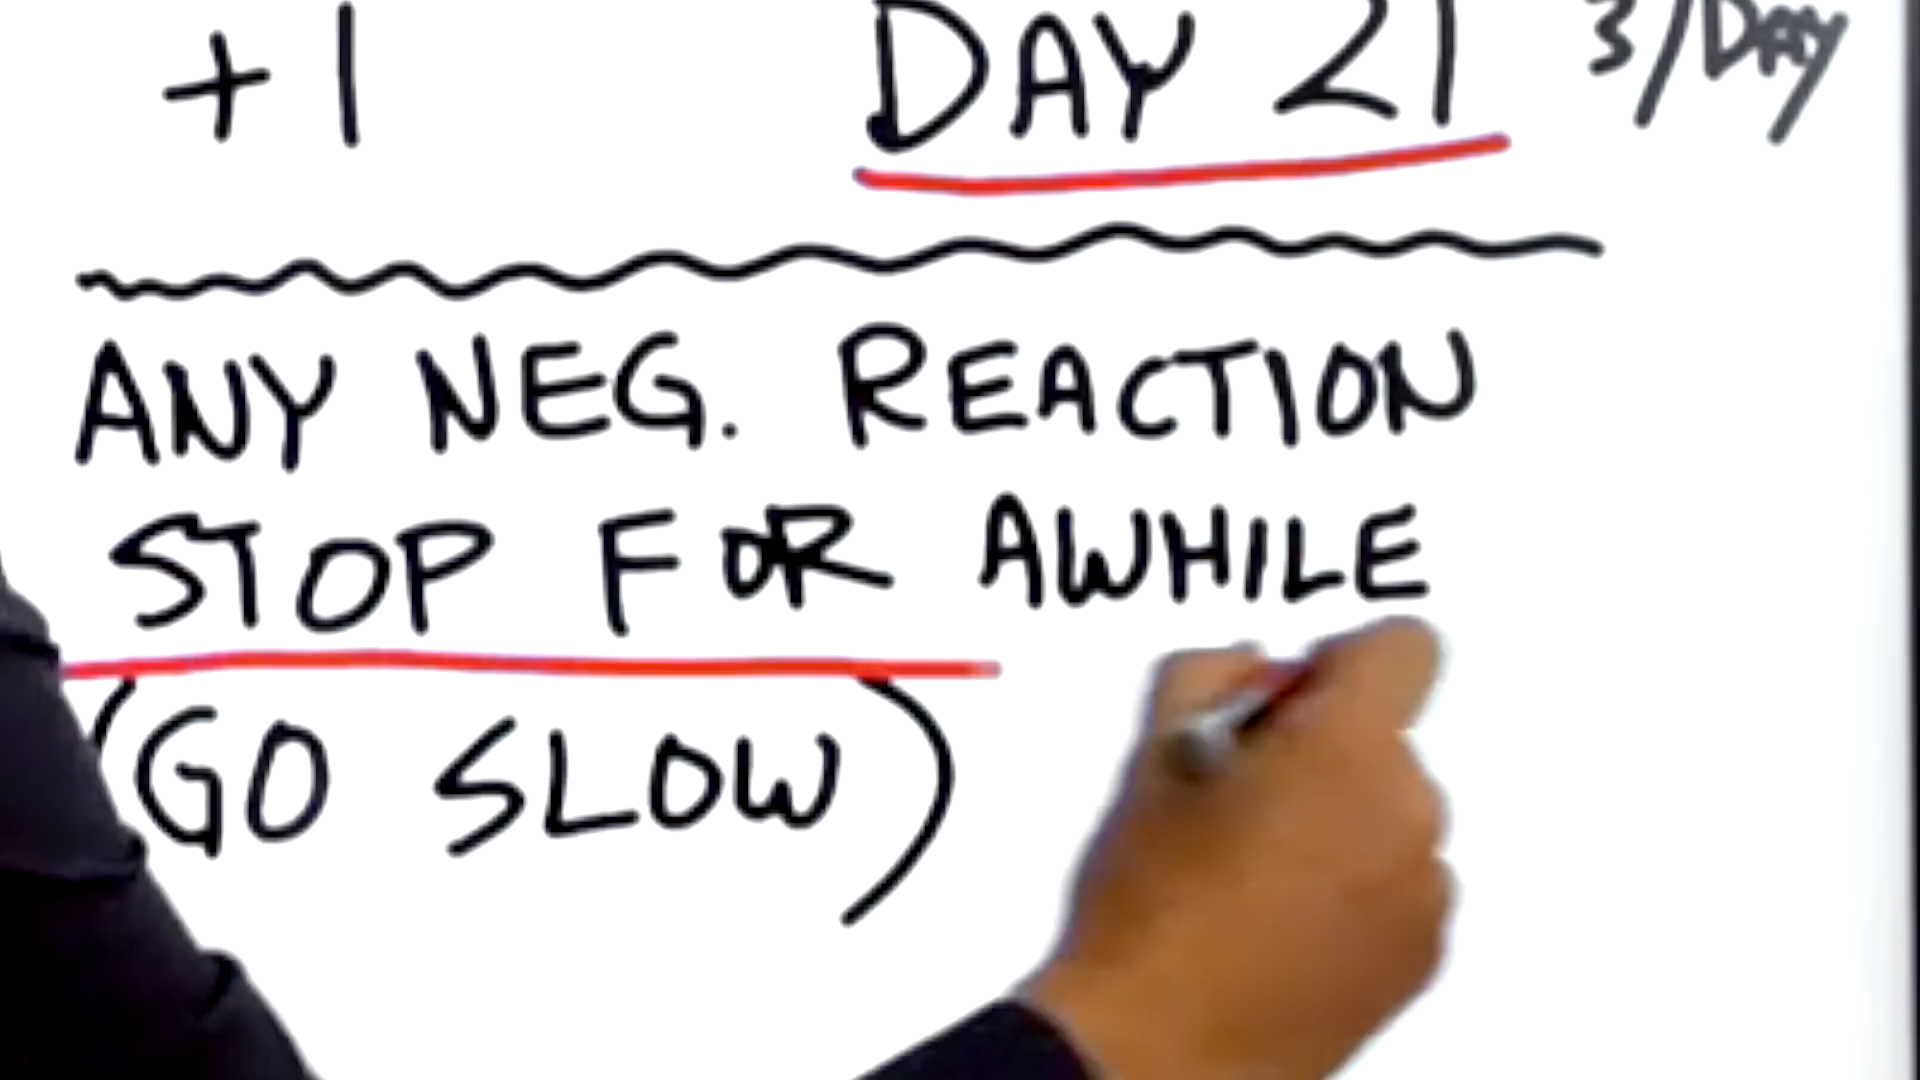 +1 DAY 21 3/DAY
ANY NEG. REACTION
STOP FOR AWHILE
(GO SLOW)